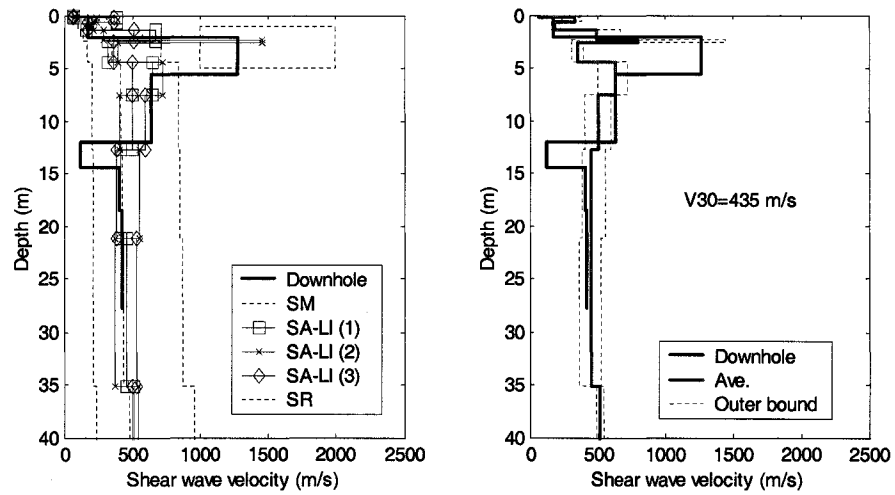 0
5
10
15
20
25
30
35
40
Depth (m)
0 500 1000 1500 2000 2500
Shear wave velocity (m/s)
Downhole
SM
SA-LI (1)
SA-LI (2)
SA-LI (3)
SR
0
5
10
15
20
25
30
35
40
Depth (m)
0 500 1000 1500 2000 2500
Shear wave velocity (m/s)
V30=435 m/s
Downhole
Ave.
Outer bound